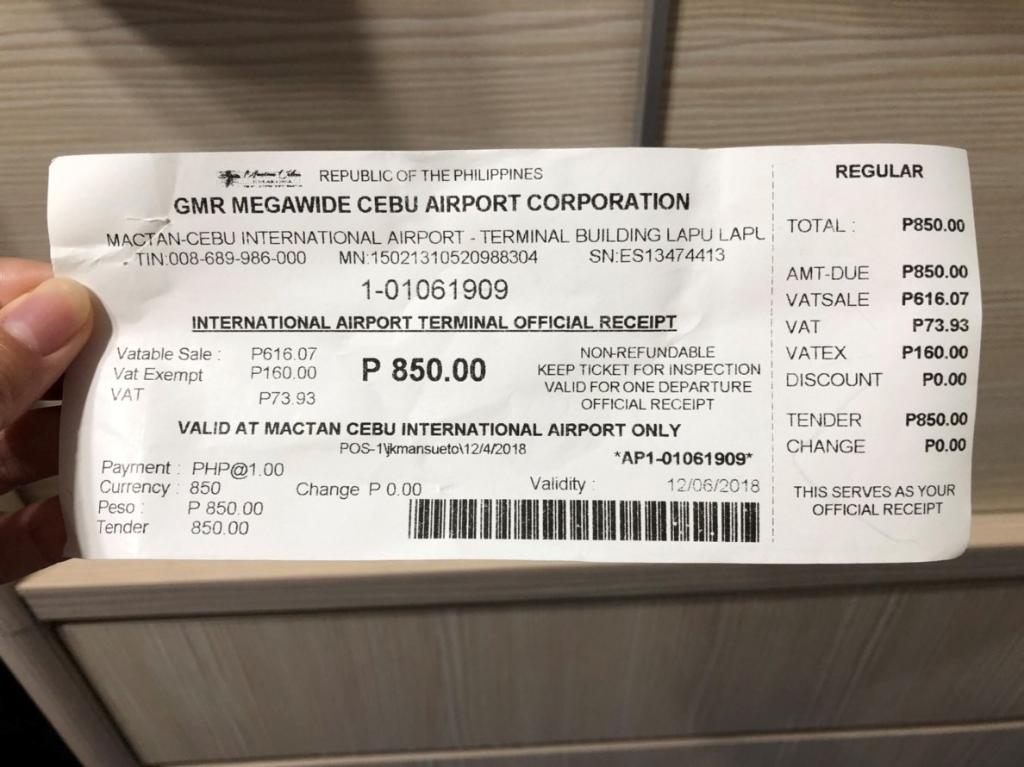 REPUBLIC OF THE PHILIPPINES
GMR MEGAWIDE CEBU AIRPORT CORPORATION
MACTAN-CEBU INTERNATIONAL AIRPORT - TERMINAL BUILDING LAPU LAPU
TIN:008-689-986-000 MN:15021310520988304 SN:ES13474413
1-01061909
INTERNATIONAL AIRPORT TERMINAL OFFICIAL RECEIPT
Vatable Sale : P616.07
Vat Exempt P160.00
VAT P73.93
P 850.00
NON-REFUNDABLE
KEEP TICKET FOR INSPECTION
VALID FOR ONE DEPARTURE
OFFICIAL RECEIPT
VALID AT MACTAN CEBU INTERNATIONAL AIRPORT ONLY
POS-1\jkmansueto\12/4/2018
*AP1-01061909*
Payment : PHP@1.00
Currency : 850 Change P 0.00 Validity : 12/06/2018
Peso : P 850.00
Tender 850.00
REGULAR
TOTAL : P850.00
AMT-DUE P850.00
VATSALE P616.07
VAT P73.93
VATEX P160.00
DISCOUNT P0.00
TENDER P850.00
CHANGE P0.00
THIS SERVES AS YOUR
OFFICIAL RECEIPT